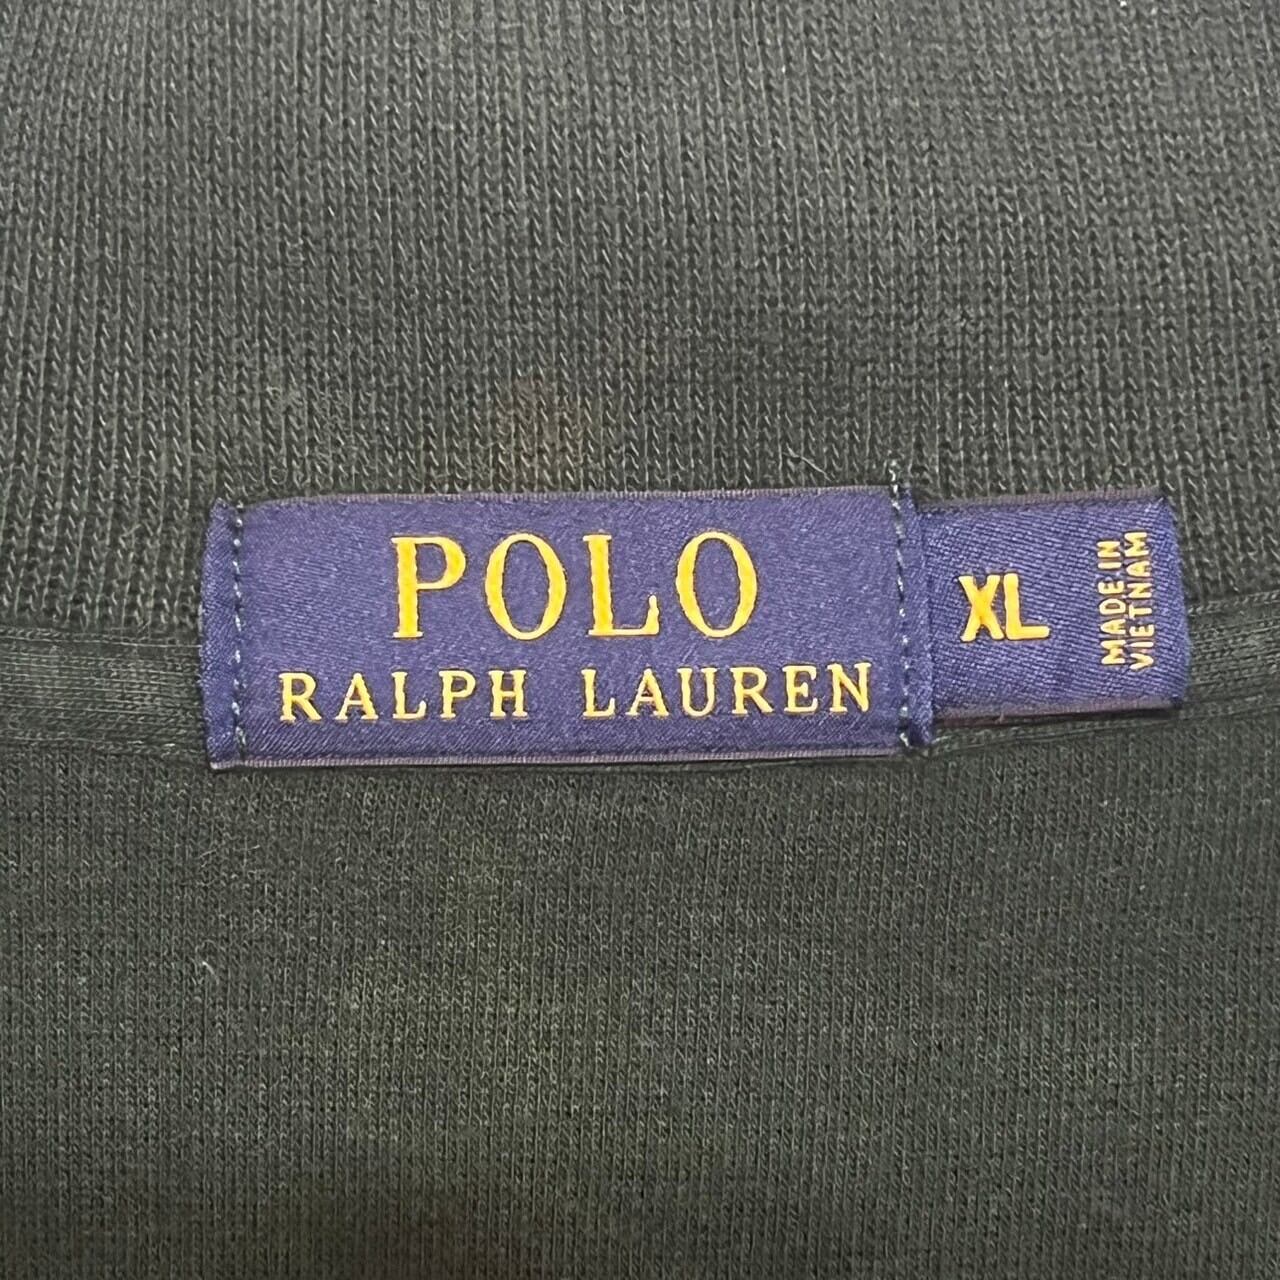 POLO
RALPH LAUREN
XL
MADE IN
VIETNAM